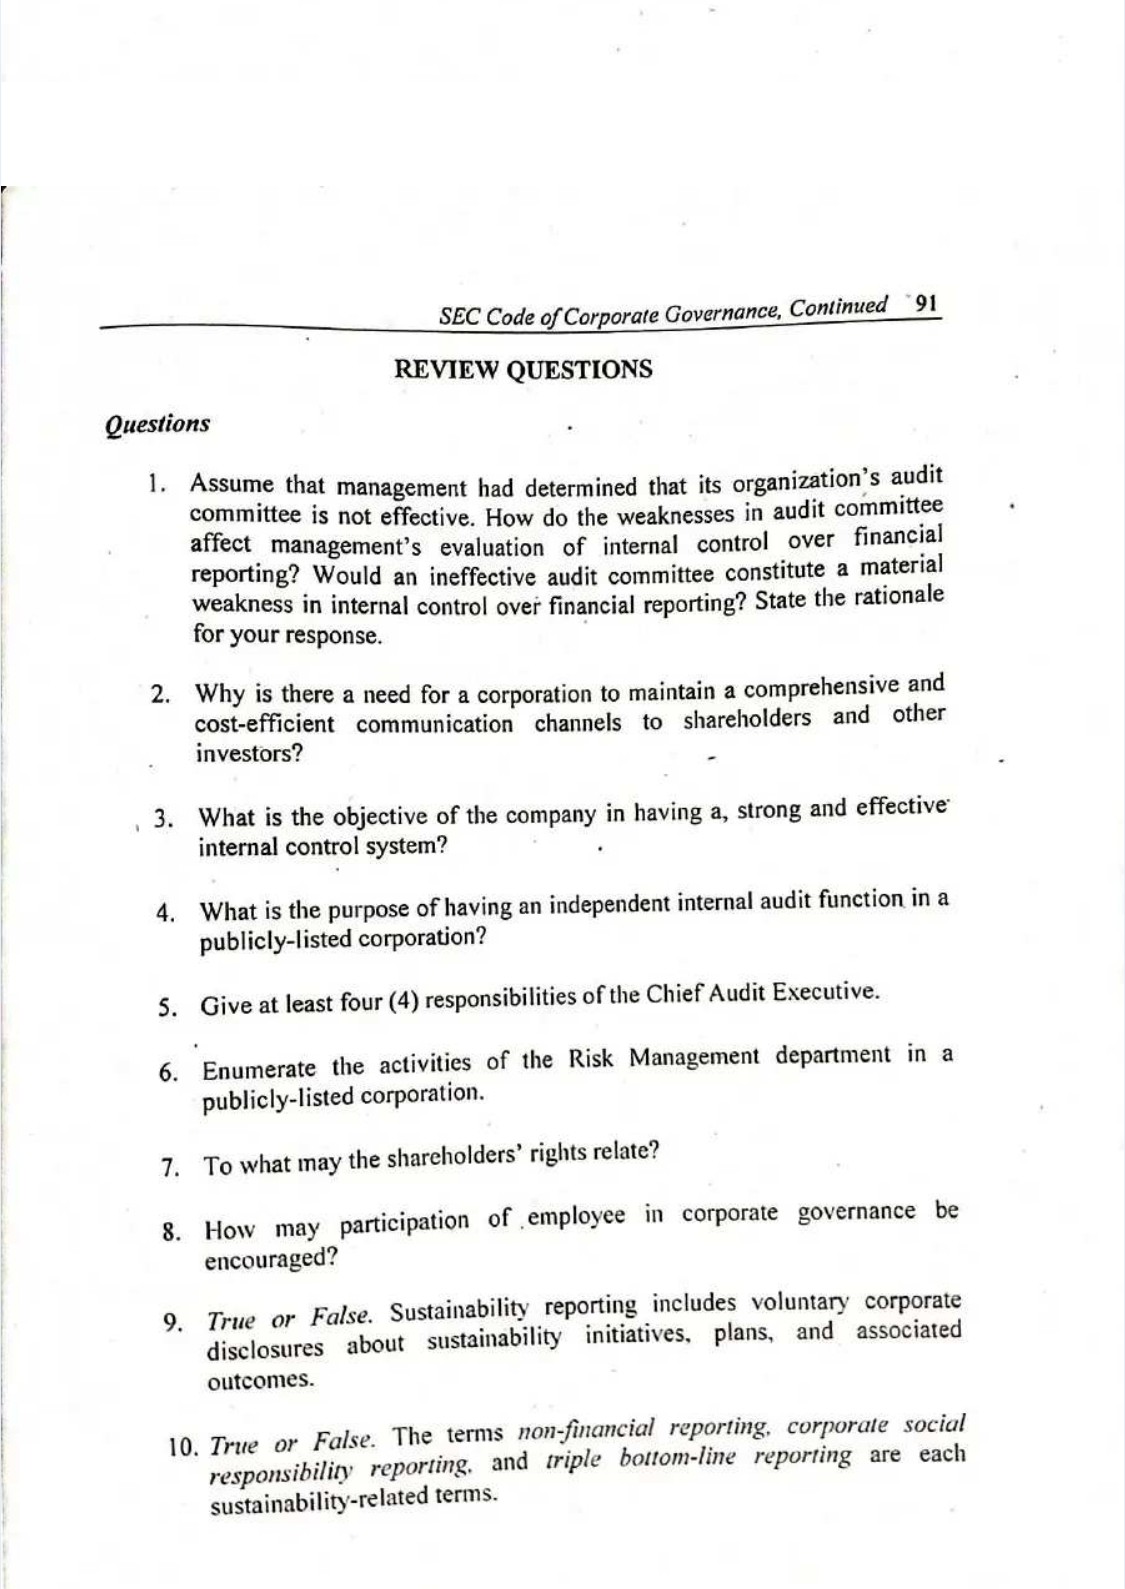 SEC Code of Corporate Governance, Continued 91
REVIEW QUESTIONS
Questions
1. Assume that management had determined that its organization's audit
committee is not effective. How do the weaknesses in audit committee
affect management's evaluation of internal control over financial
reporting? Would an ineffective audit committee constitute a material
weakness in internal control over financial reporting? State the rationale
for your response.
2. Why is there a need for a corporation to maintain a comprehensive and
cost-efficient communication channels to shareholders and other
investors?
3. What is the objective of the company in having a, strong and effective
internal control system?
4. What is the purpose of having an independent internal audit function in a
publicly-listed corporation?
5. Give at least four (4) responsibilities of the Chief Audit Executive.
6. Enumerate the activities of the Risk Management department in a
publicly-listed corporation.
7. To what may the shareholders' rights relate?
8. How may participation of employee in corporate governance be
encouraged?
9. True or False. Sustainability reporting includes voluntary corporate
disclosures about sustainability initiatives, plans, and associated
outcomes.
10. True or False. The terms non-financial reporting, corporate social
responsibility reporting, and triple bottom-line reporting are each
sustainability-related terms.